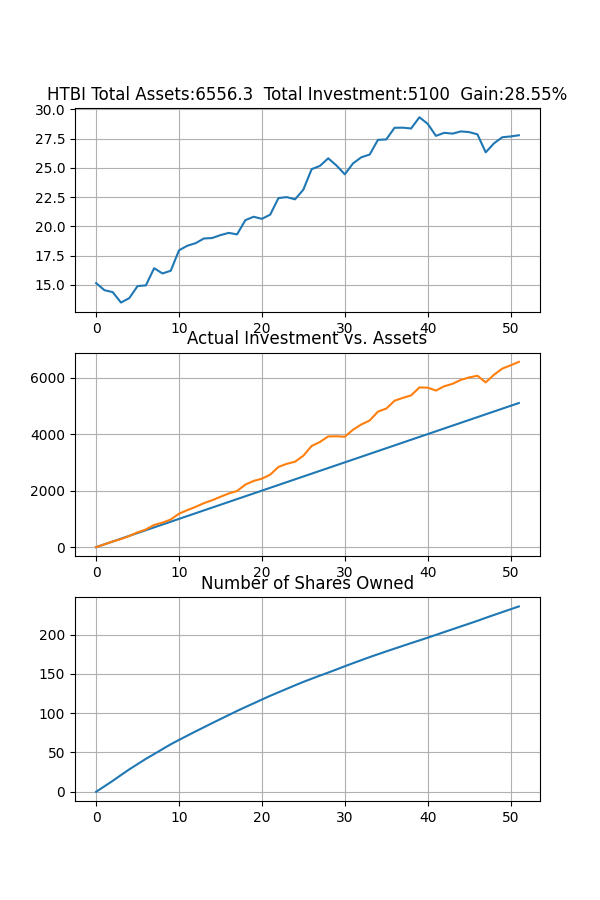 HTBI Total Assets:6556.3  Total Investment:5100  Gain:28.55%
30.0
27.5
25.0
22.5
20.0
17.5
15.0
0 10 20 30 40 50
Actual Investment vs. Assets
6000
4000
2000
0
0 10 20 30 40 50
Number of Shares Owned
200
150
100
50
0
0 10 20 30 40 50